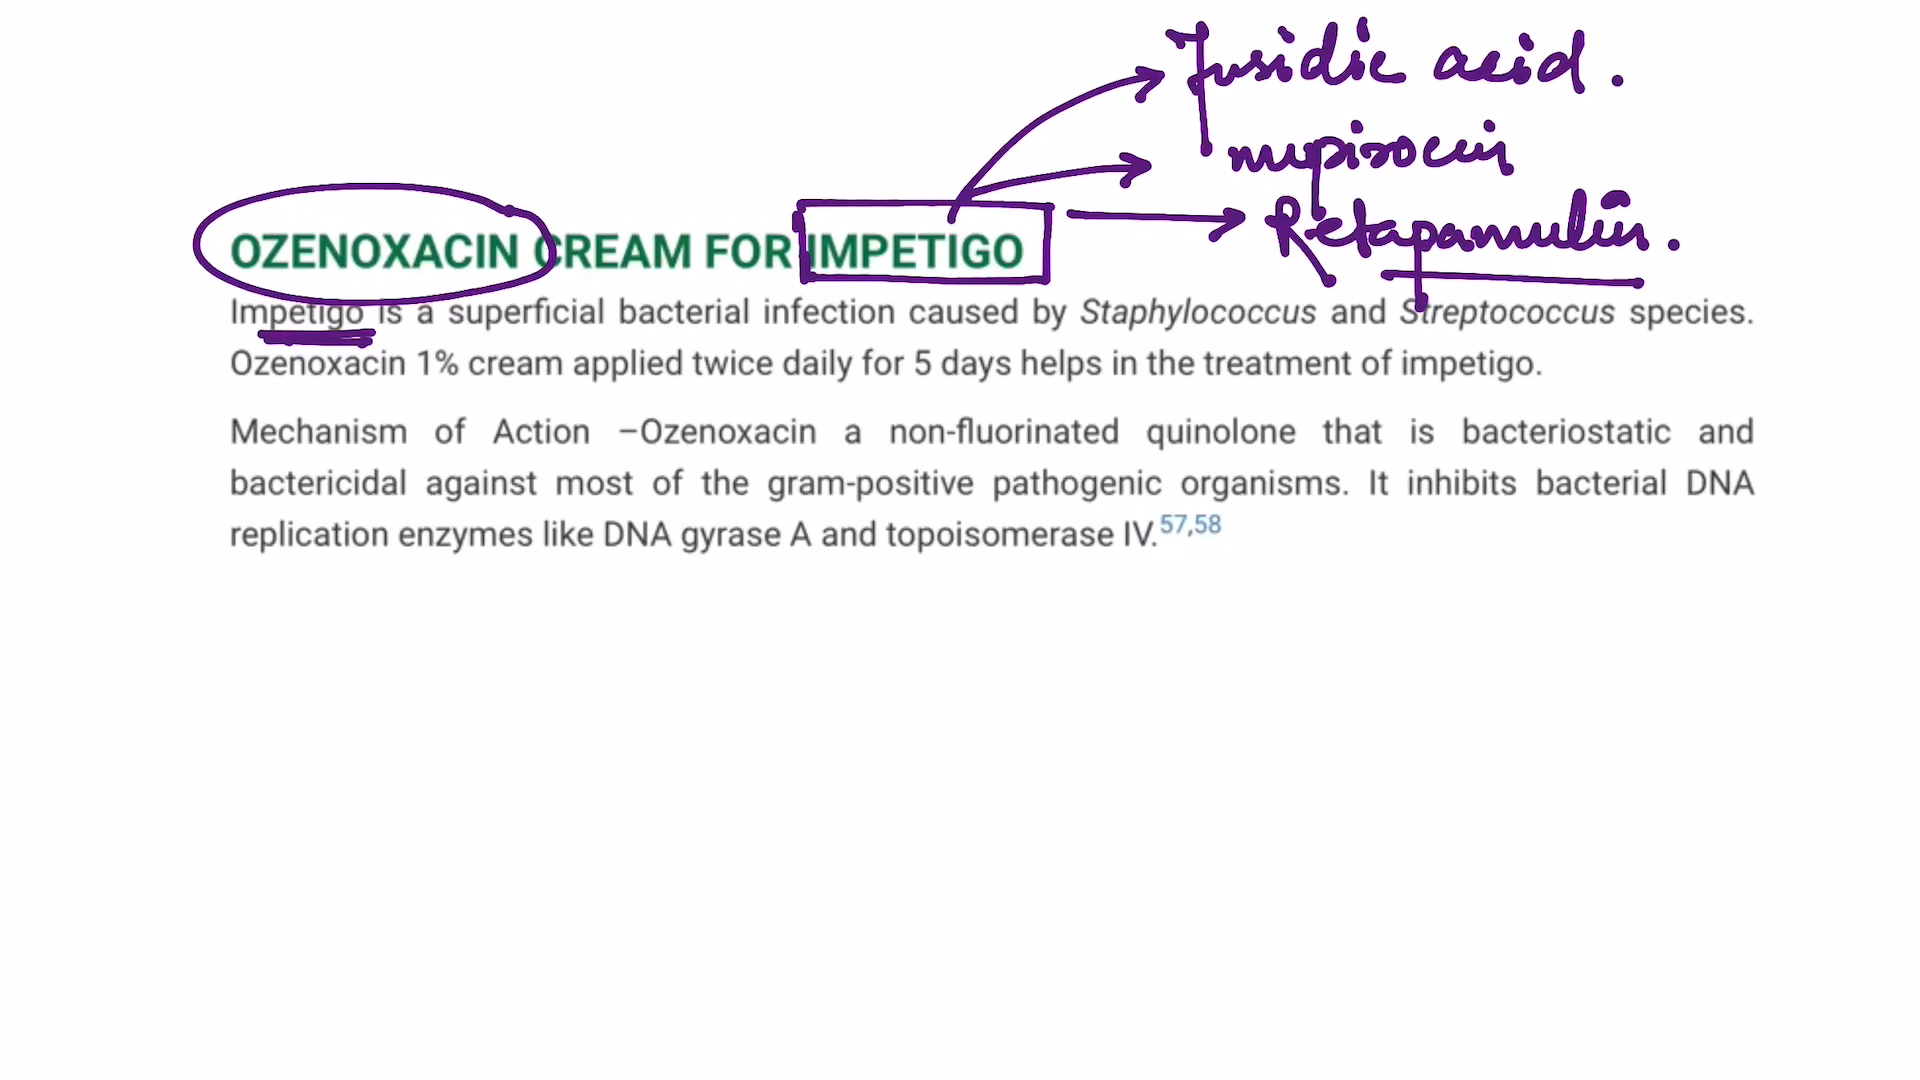 Fusidic acid.
mupirocin
Retapamulin.
OZENOXACIN CREAM FOR IMPETIGO
Impetigo is a superficial bacterial infection caused by Staphylococcus and Streptococcus species.
Ozenoxacin 1% cream applied twice daily for 5 days helps in the treatment of impetigo.
Mechanism of Action –Ozenoxacin a non-fluorinated quinolone that is bacteriostatic and
bactericidal against most of the gram-positive pathogenic organisms. It inhibits bacterial DNA
replication enzymes like DNA gyrase A and topoisomerase IV.57,58